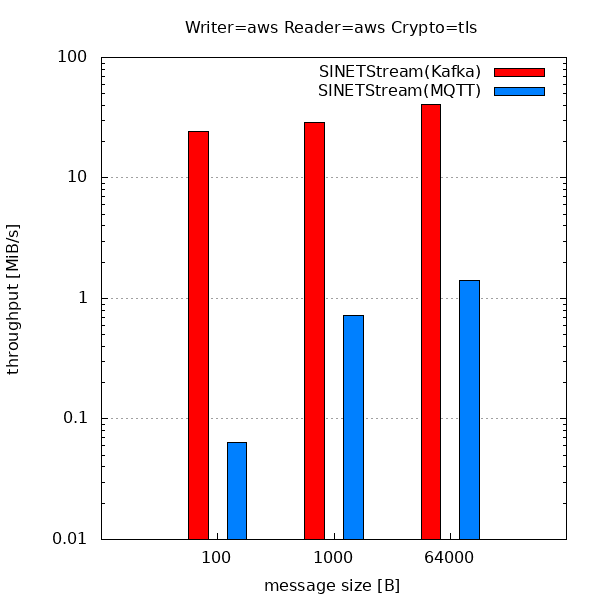 Writer=aws Reader=aws Crypto=tls
SINETStream(Kafka)
SINETStream(MQTT)
throughput [MiB/s]
100
10
1
0.1
0.01
100 1000 64000
message size [B]